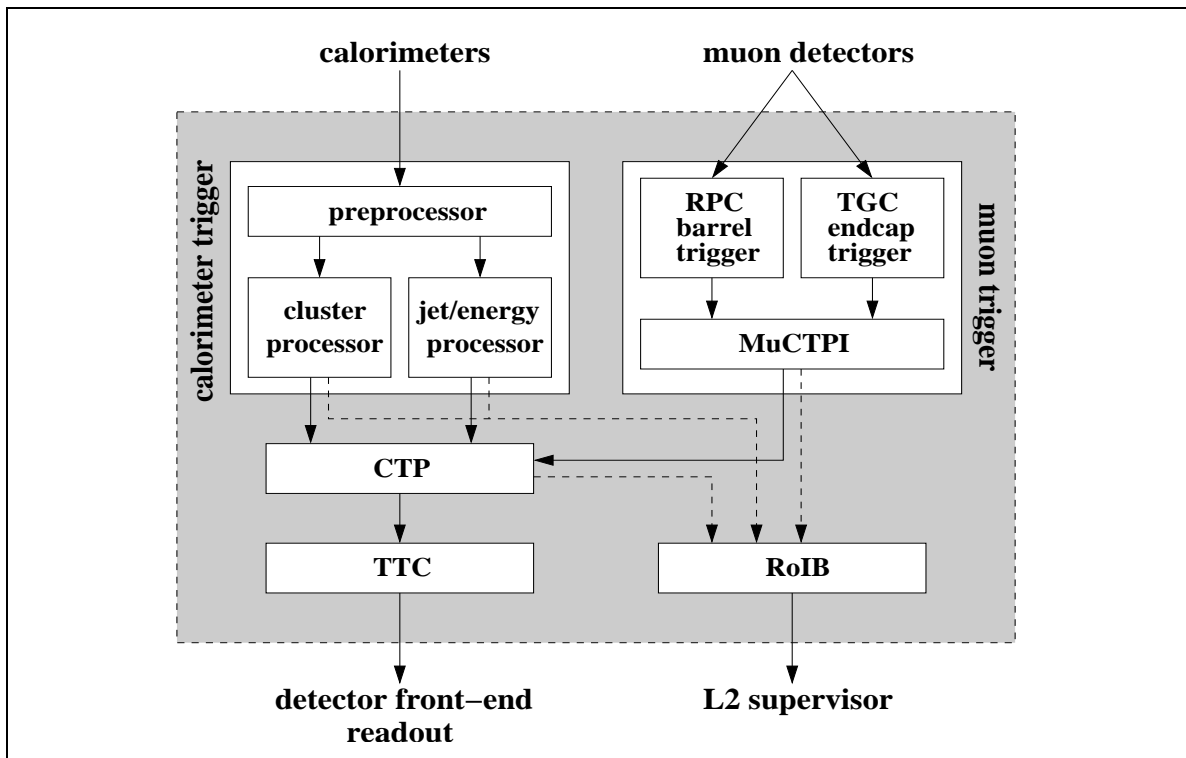 calorimeters
muon detectors
calorimeter trigger
preprocessor
cluster
processor
jet/energy
processor
RPC
barrel
trigger
TGC
endcap
trigger
MuCTPI
muon trigger
CTP
TTC
RoIB
detector front−end
readout
L2 supervisor